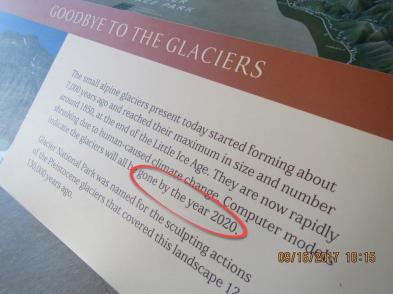 GOODBYE TO THE GLACIERS
The small alpine glaciers present today started forming about
7,000 years ago and reached their maximum in size and number
around 1850, at the end of the Little Ice Age. They are now rapidly
shrinking due to human-caused climate change. Computer models
indicate the glaciers will all be gone by the year 2020.
Glacier National Park was named for the sculpting actions
of the Pleistocene glaciers that covered this landscape 12
09/16/2017 10:15